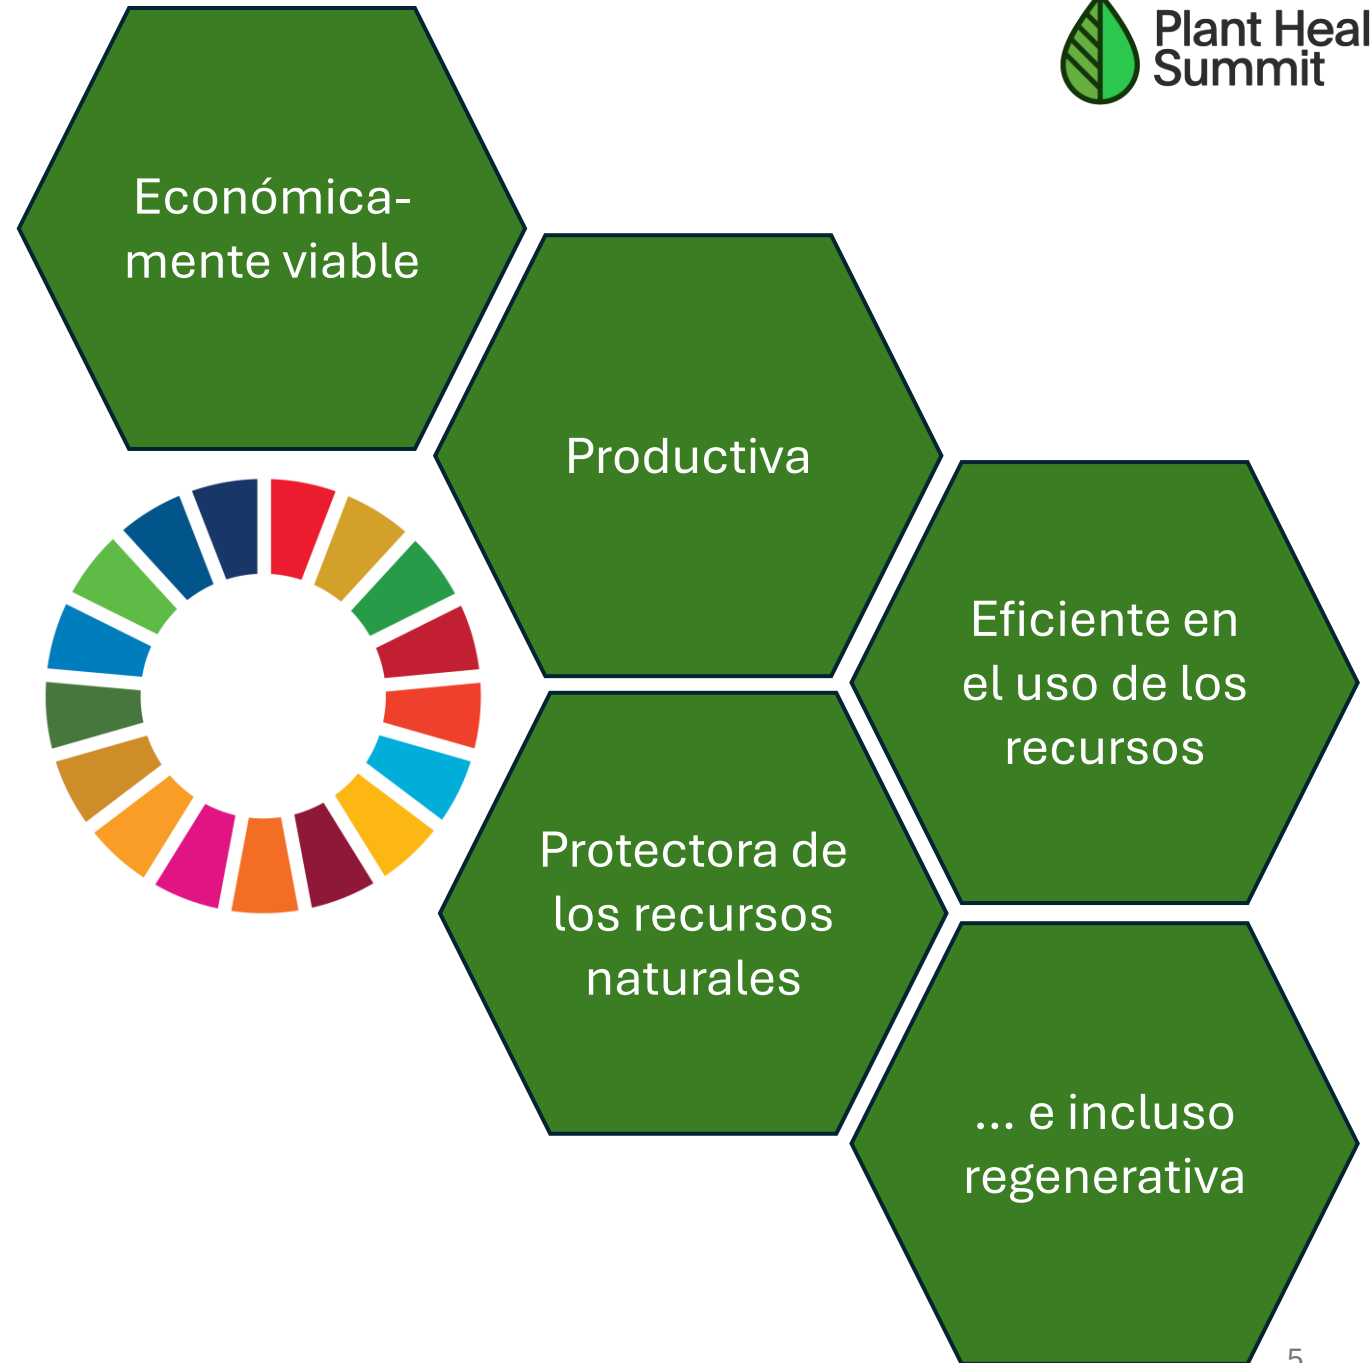 Plant Heal
Summit
Económica-
mente viable
Productiva
Eficiente en
el uso de los
recursos
Protectora de
los recursos
naturales
... e incluso
regenerativa
5